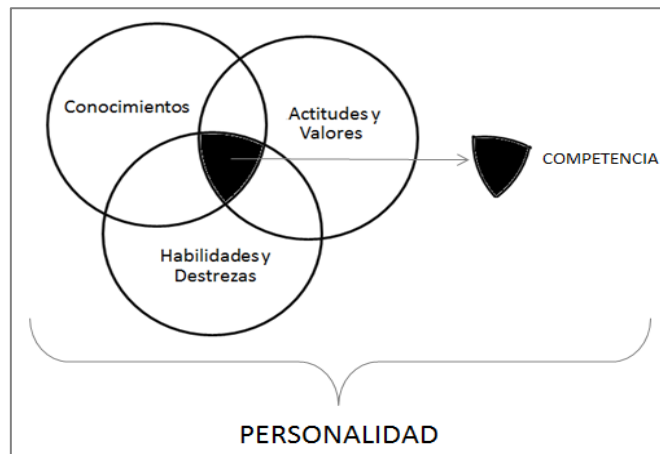 Conocimientos
Actitudes y
Valores
COMPETENCIA
Habilidades y
Destrezas
PERSONALIDAD